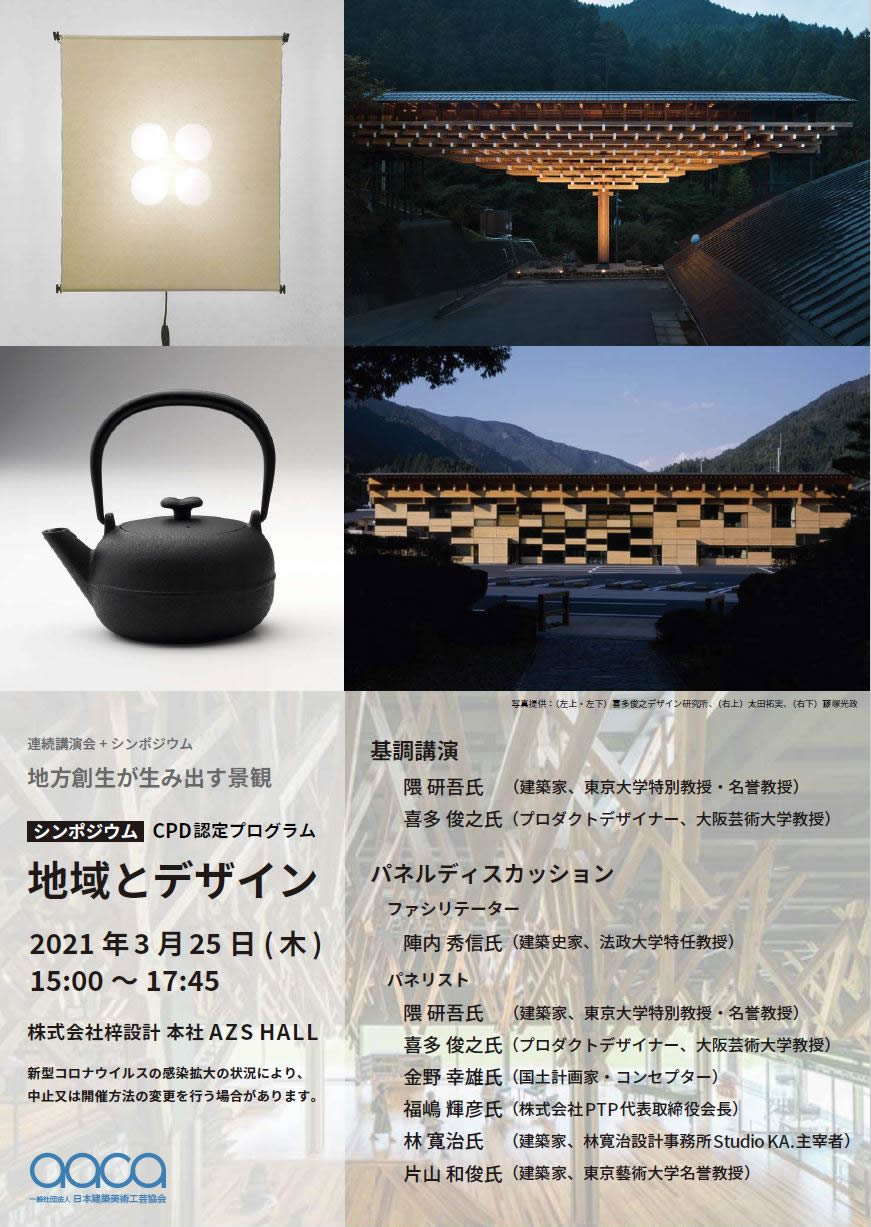 写真提供：（左上・左下）喜多俊之デザイン研究所、（右上）太田拓実、（右下）藤塚光政
連続講演会 + シンポジウム
地方創生が生み出す景観
シンポジウム CPD認定プログラム
地域とデザイン
2021 年 3 月 25 日 ( 木 )
15:00 〜 17:45
株式会社梓設計 本社 AZS HALL
新型コロナウイルスの感染拡大の状況により、
中止又は開催方法の変更を行う場合があります。
aaca
一般社団法人 日本建築美術工芸協会
基調講演
隈 研吾氏 （建築家、東京大学特別教授・名誉教授）
喜多 俊之氏（プロダクトデザイナー、大阪芸術大学教授）
パネルディスカッション
ファシリテーター
陣内 秀信氏（建築史家、法政大学特任教授）
パネリスト
隈 研吾氏 （建築家、東京大学特別教授・名誉教授）
喜多 俊之氏（プロダクトデザイナー、大阪芸術大学教授）
金野 幸雄氏（国土計画家・コンセプター）
福嶋 輝彦氏（株式会社PTP代表取締役会長）
林 寛治氏 （建築家、林寛治設計事務所Studio KA.主宰者）
片山 和俊氏（建築家、東京藝術大学名誉教授）